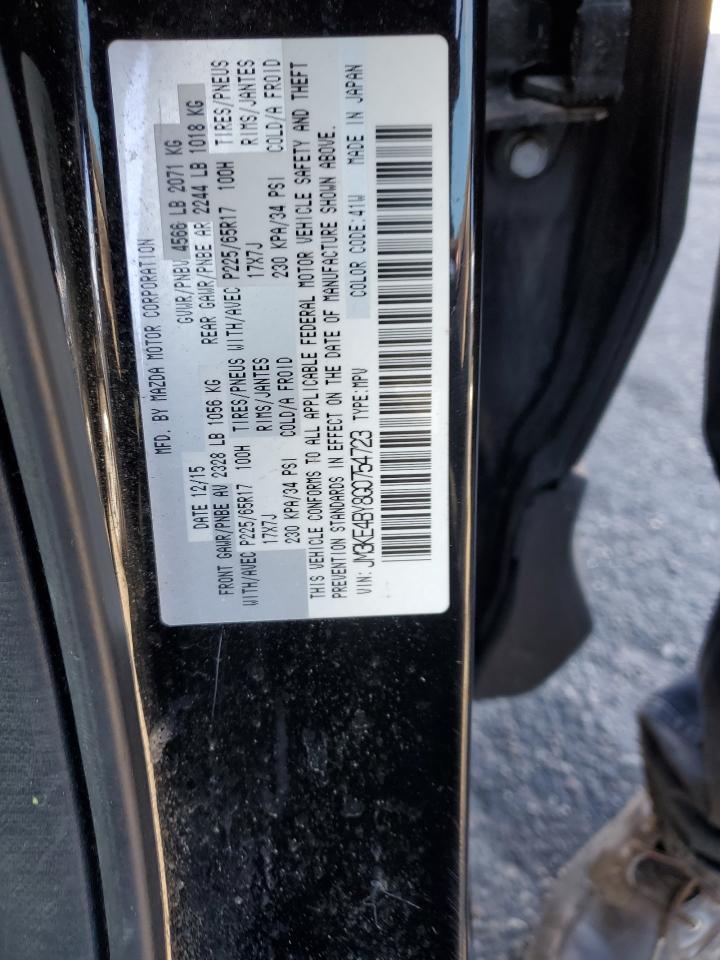 MFD. BY MAZDA MOTOR CORPORATION
DATE 12/15 GVWR/PNBV 4566 LB 2071 KG
FRONT GAWR/PNBE AV 2328 LB 1056 KG REAR GAWR/PNBE AR 2244 LB 1018 KG
WITH/AVEC P225/65R17 100H TIRES/PNEUS WITH/AVEC P225/65R17 100H TIRES/PNEUS
17X7J RIMS/JANTES 17X7J RIMS/JANTES
230 KPA/34 PSI COLD/A FROID 230 KPA/34 PSI COLD/A FROID
THIS VEHICLE CONFORMS TO ALL APPLICABLE FEDERAL MOTOR VEHICLE SAFETY AND THEFT
PREVENTION STANDARDS IN EFFECT ON THE DATE OF MANUFACTURE SHOWN ABOVE.
VIN: JM3KE4BY8G0754723 TYPE:MPV COLOR CODE:41W MADE IN JAPAN